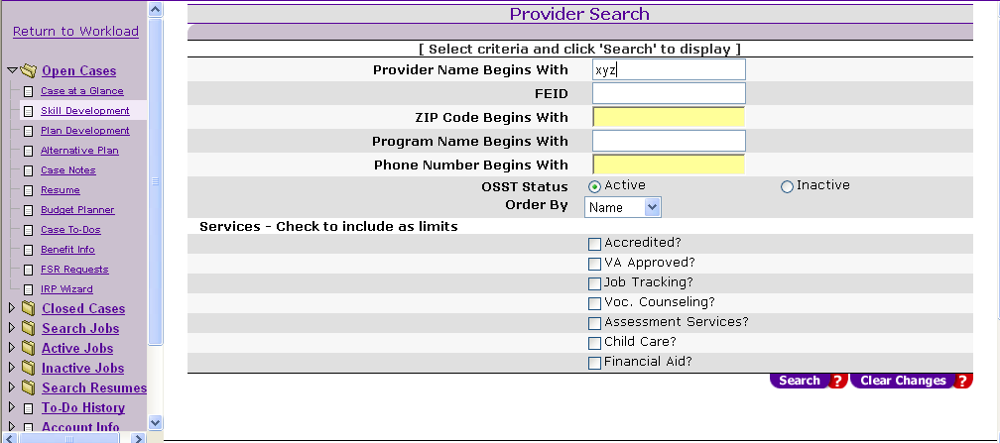 Return to Workload
Open Cases
Case at a Glance
Skill Development
Plan Development
Alternative Plan
Case Notes
Resume
Budget Planner
Case To-Dos
Benefit Info
FSR Requests
IRP Wizard
Closed Cases
Search Jobs
Active Jobs
Inactive Jobs
Search Resumes
To-Do History
Account Info
Provider Search
[ Select criteria and click 'Search' to display ]
Provider Name Begins With xyz
FEID
ZIP Code Begins With
Program Name Begins With
Phone Number Begins With
OSST Status Active Inactive
Order By Name
Services - Check to include as limits
Accredited?
VA Approved?
Job Tracking?
Voc. Counseling?
Assessment Services?
Child Care?
Financial Aid?
Search ? Clear Changes ?